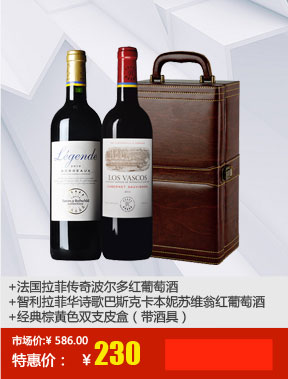 Légende
BORDEAUX
LOS VASCOS
CABERNET SAUVIGNON
+法国拉菲传奇波尔多红葡萄酒
+智利拉菲华诗歌巴斯克卡本妮苏维翁红葡萄酒
+经典棕黄色双支皮盒（带酒具）
市场价:¥ 586.00
特惠价： ¥230